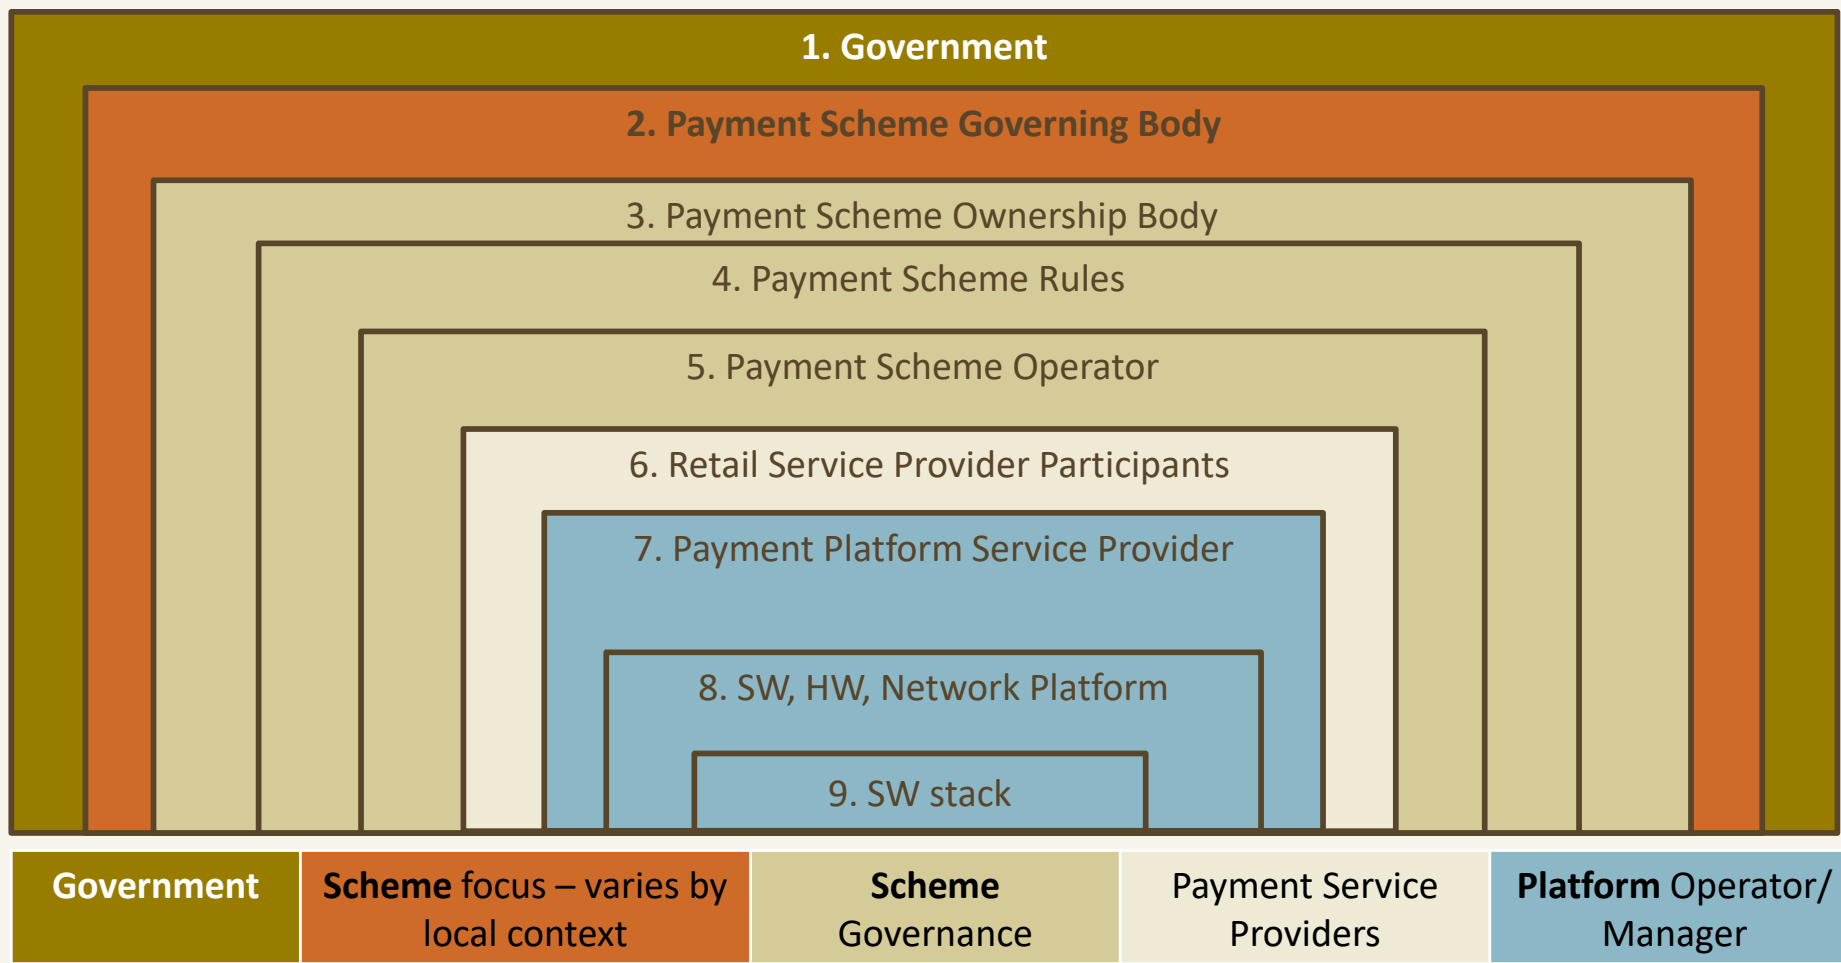 1. Government
2. Payment Scheme Governing Body
3. Payment Scheme Ownership Body
4. Payment Scheme Rules
5. Payment Scheme Operator
6. Retail Service Provider Participants
7. Payment Platform Service Provider
8. SW, HW, Network Platform
9. SW stack
Government
Scheme focus – varies by
local context
Scheme
Governance
Payment Service
Providers
Platform Operator/
Manager